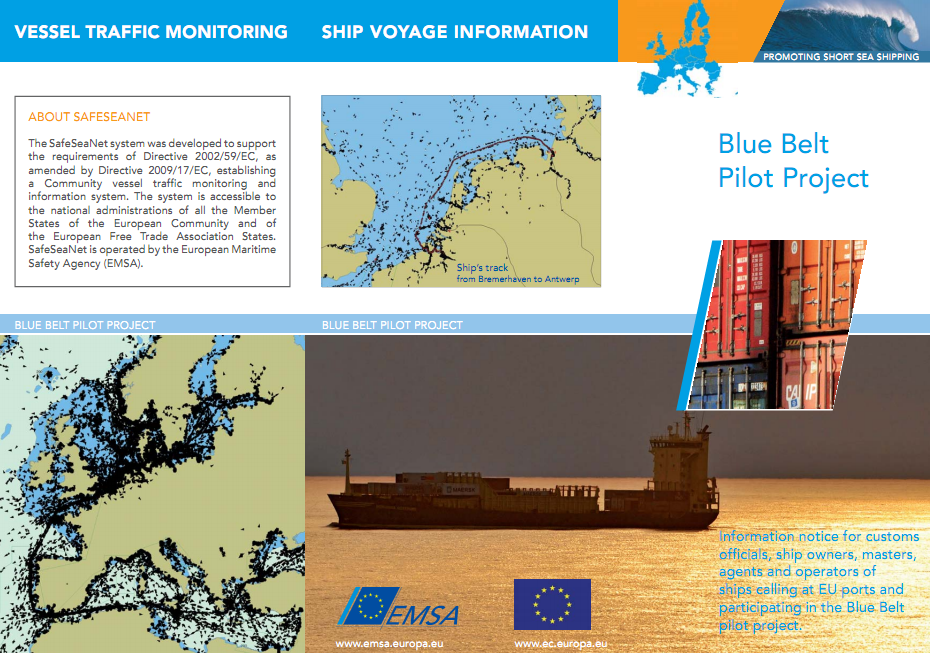 VESSEL TRAFFIC MONITORING
ABOUT SAFESEANET
The SafeSeaNet system was developed to support
the requirements of Directive 2002/59/EC, as
amended by Directive 2009/17/EC, establishing
a Community vessel traffic monitoring and
information system. The system is accessible to
the national administrations of all the Member
States of the European Community and of
the European Free Trade Association States.
SafeSeaNet is operated by the European Maritime
Safety Agency (EMSA).
BLUE BELT PILOT PROJECT
SHIP VOYAGE INFORMATION
Ship's track
from Bremerhaven to Antwerp
BLUE BELT PILOT PROJECT
EMSA
www.emsa.europa.eu
www.ec.europa.eu
PROMOTING SHORT SEA SHIPPING
Blue Belt
Pilot Project
Information notice for customs
officials, ship owners, masters,
agents and operators of
ships calling at EU ports and
participating in the Blue Belt
pilot project.